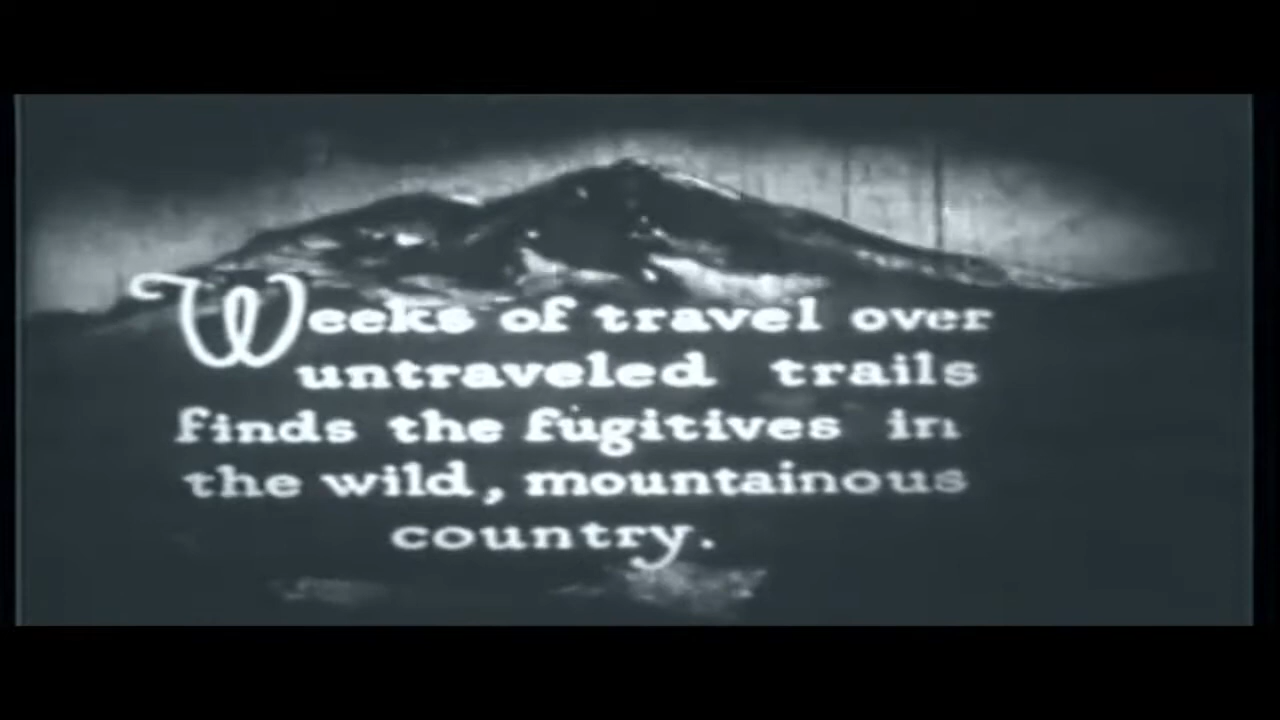 Weeks of travel over
untraveled trails
finds the fugitives in
the wild, mountainous
country.